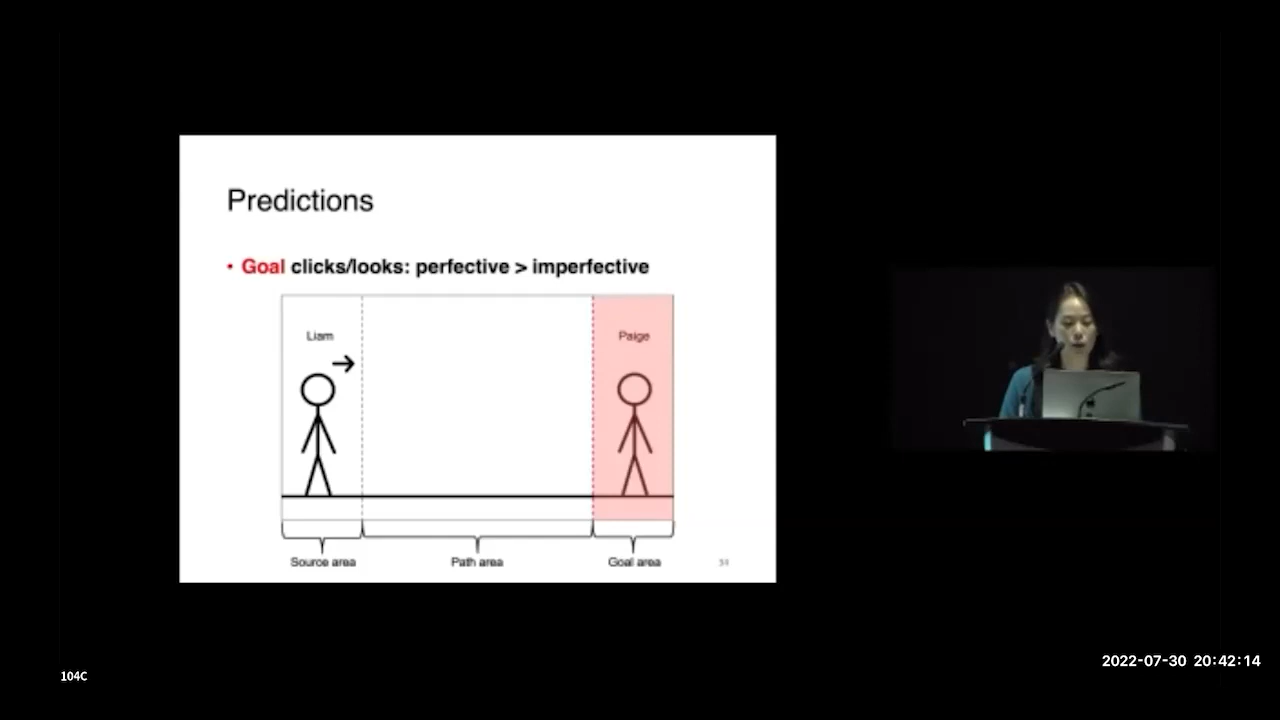 Predictions
• Goal clicks/looks: perfective > imperfective
Liam
Paige
Source area
Path area
Goal area
2022-07-30 20:42:14
104C